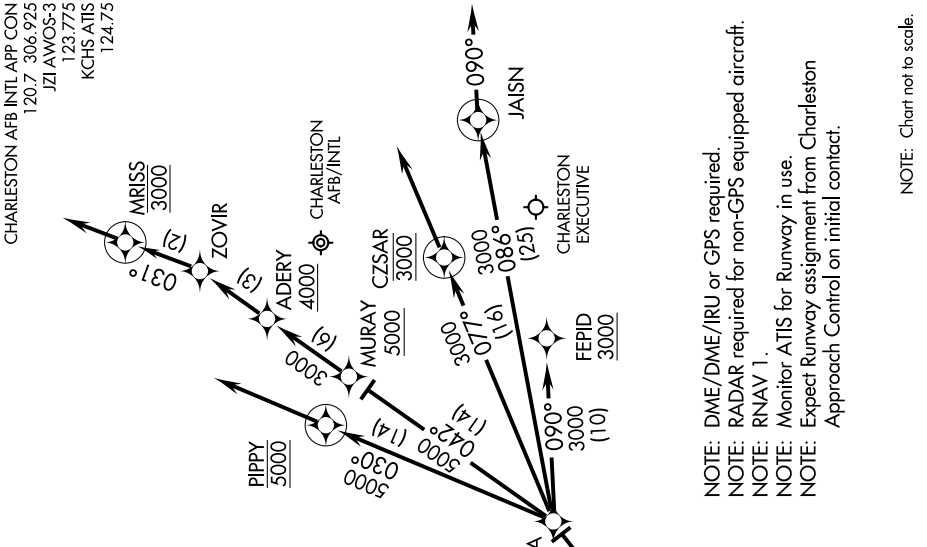 CHARLESTON AFB INTL APP CON
120.7 306.925
JZI AWOS-3
123.775
KCHS ATIS
124.75
MRISS
3000
(2)
031°
ZOVIR
(3)
ADERY
4000
CHARLESTON
AFB/INTL
(6)
3000
MURAY
5000
PIPPY
5000
(14)
030°
5000
(14)
042°
5000
CZSAR
3000
3000
077°
(16)
090°
JAISN
3000
086°
(25)
CHARLESTON
EXECUTIVE
FEPID
3000
090°
3000
(10)
A
NOTE: DME/DME/IRU or GPS required.
NOTE: RADAR required for non-GPS equipped aircraft.
NOTE: RNAV 1.
NOTE: Monitor ATIS for Runway in use.
NOTE: Expect Runway assignment from Charleston
Approach Control on initial contact.
NOTE: Chart not to scale.